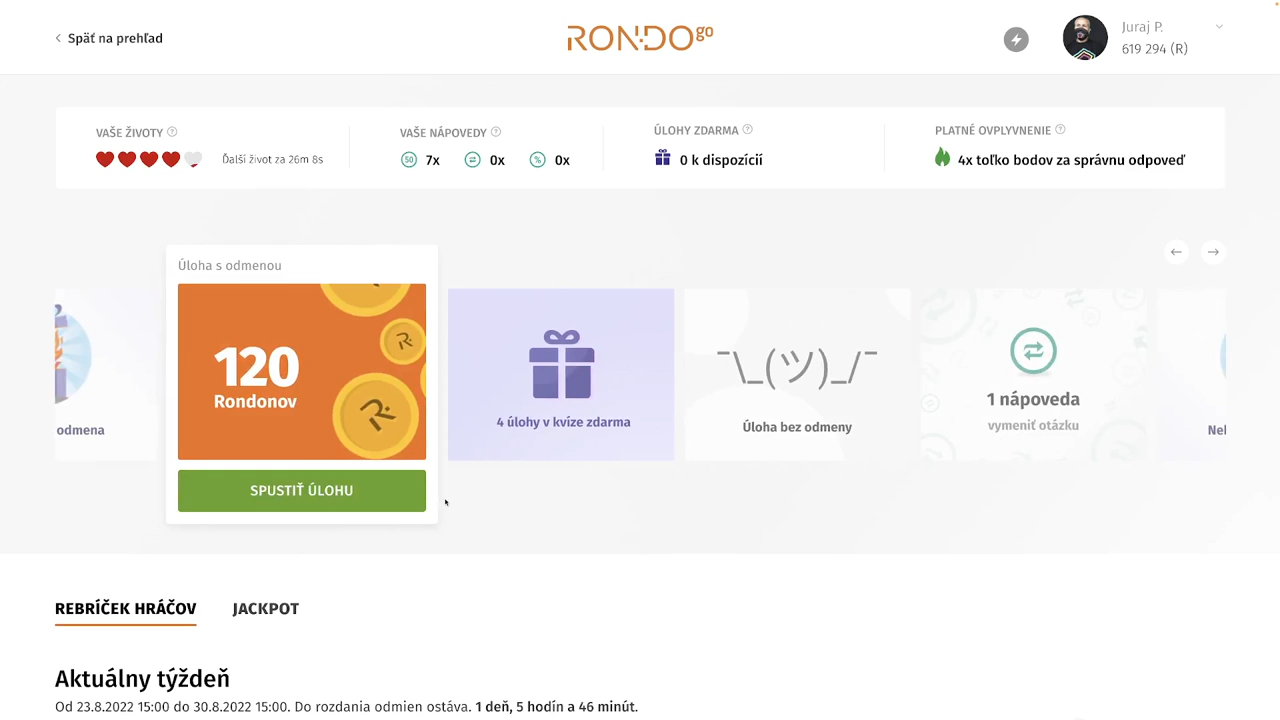 Späť na prehľad
RONDO go
Juraj P.
619 294 (R)
VAŠE ŽIVOTY
Ďalší život za 26m 8s
VAŠE NÁPOVEDY
50 7x 0x % 0x
ÚLOHY ZDARMA
0 k dispozícií
PLATNÉ OVPLYVNENIE
4x toľko bodov za správnu odpoveď
Úloha s odmenou
120
Rondonov
SPUSTIŤ ÚLOHU
odmena
4 úlohy v kvíze zdarma
¯\_(ツ)_/¯
Úloha bez odmeny
1 nápoveda
vymeniť otázku
Nel
REBRÍČEK HRÁČOV
JACKPOT
Aktuálny týždeň
Od 23.8.2022 15:00 do 30.8.2022 15:00. Do rozdania odmien ostáva. 1 deň, 5 hodín a 46 minút.